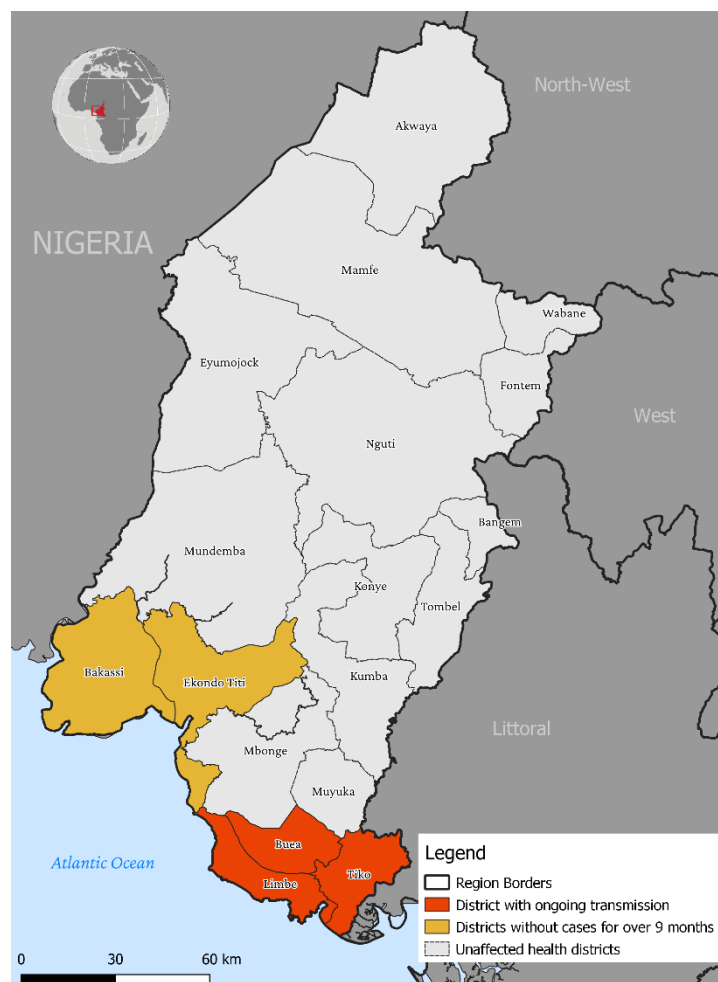 North-West
Akwaya
NIGERIA
Mamfe
Wabane
Eyumojock
Fontem
West
Nguti
Bangem
Mundemba
Konye
Tombel
Bakassi
Ekondo Titi
Kumba
Littoral
Mbonge
Muyuka
Buea
Atlantic Ocean
Tiko
Limbe
Legend
Region Borders
District with ongoing transmission
Districts without cases for over 9 months
Unaffected health districts
0 30 60 km